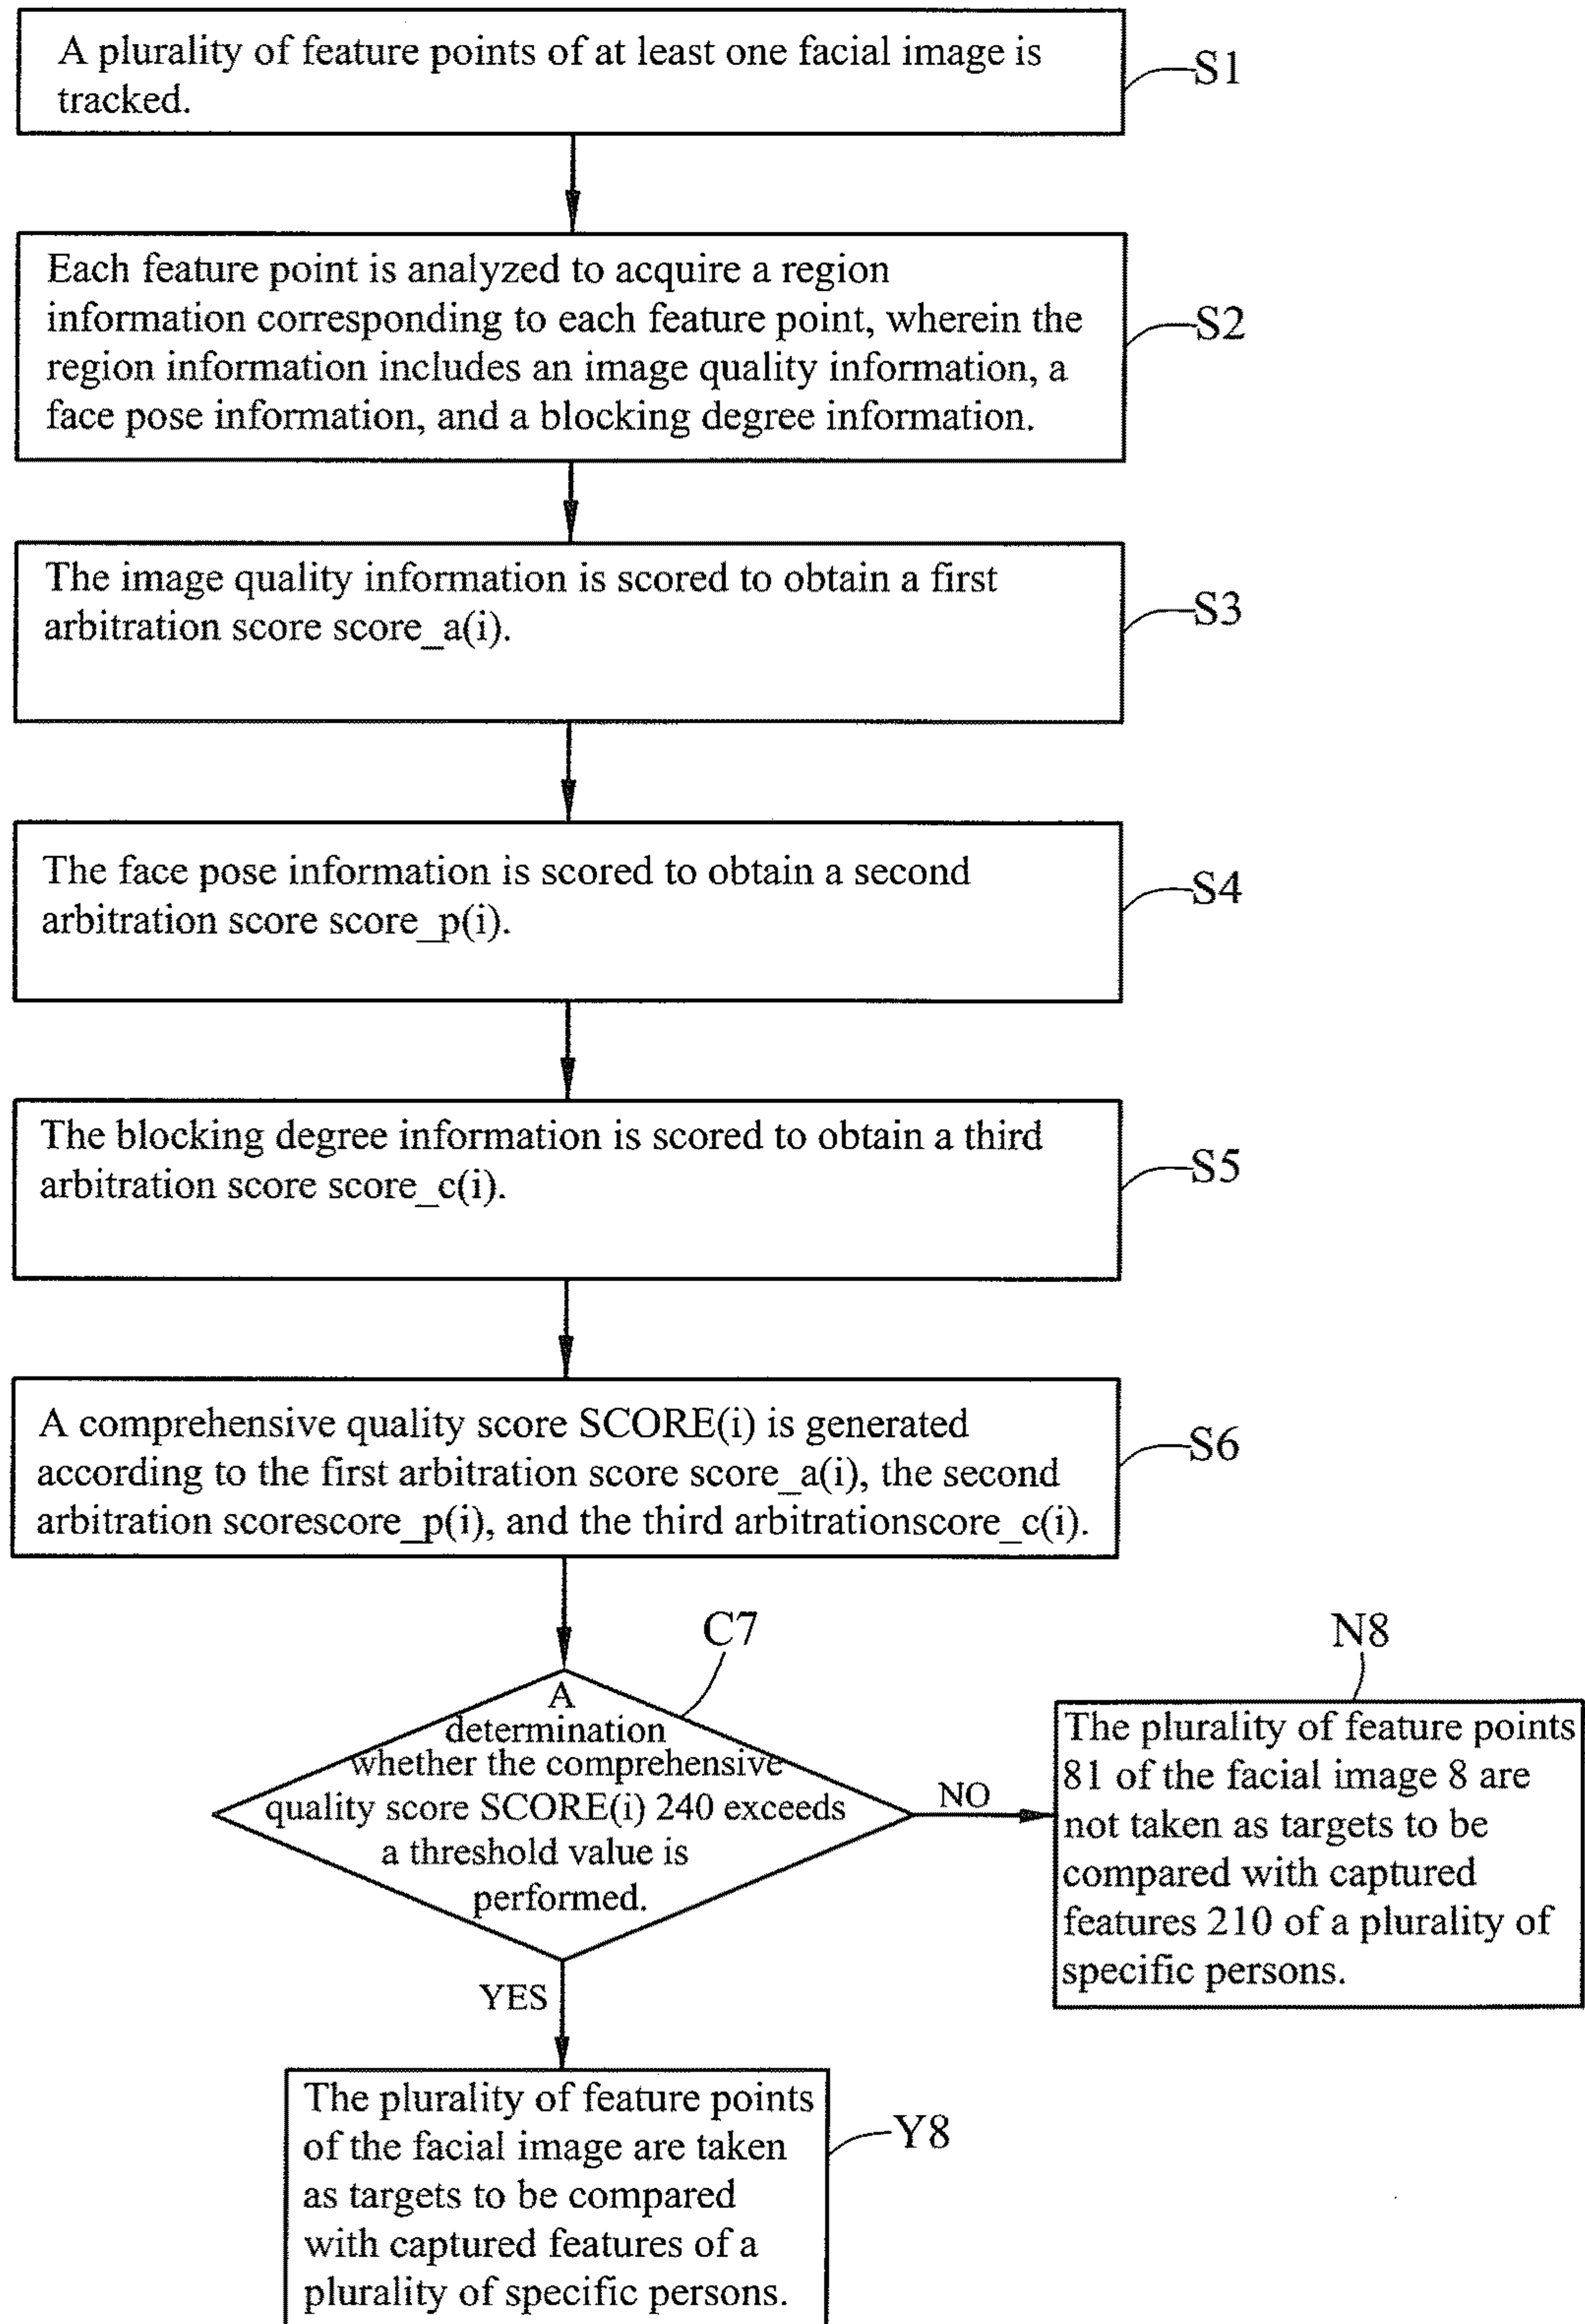 A plurality of feature points of at least one facial image is
tracked.
S1
Each feature point is analyzed to acquire a region
information corresponding to each feature point, wherein the
region information includes an image quality information, a
face pose information, and a blocking degree information.
S2
The image quality information is scored to obtain a first
arbitration score score_a(i).
S3
The face pose information is scored to obtain a second
arbitration score score_p(i).
S4
The blocking degree information is scored to obtain a third
arbitration score score_c(i).
S5
A comprehensive quality score SCORE(i) is generated
according to the first arbitration score score_a(i), the second
arbitration scorescore_p(i), and the third arbitrationscore_c(i).
S6
C7
A
determination
whether the comprehensive
quality score SCORE(i) 240 exceeds
a threshold value is
performed.
NO
N8
The plurality of feature points
81 of the facial image 8 are
not taken as targets to be
compared with captured
features 210 of a plurality of
specific persons.
YES
The plurality of feature points
of the facial image are taken
as targets to be compared
with captured features of a
plurality of specific persons.
Y8